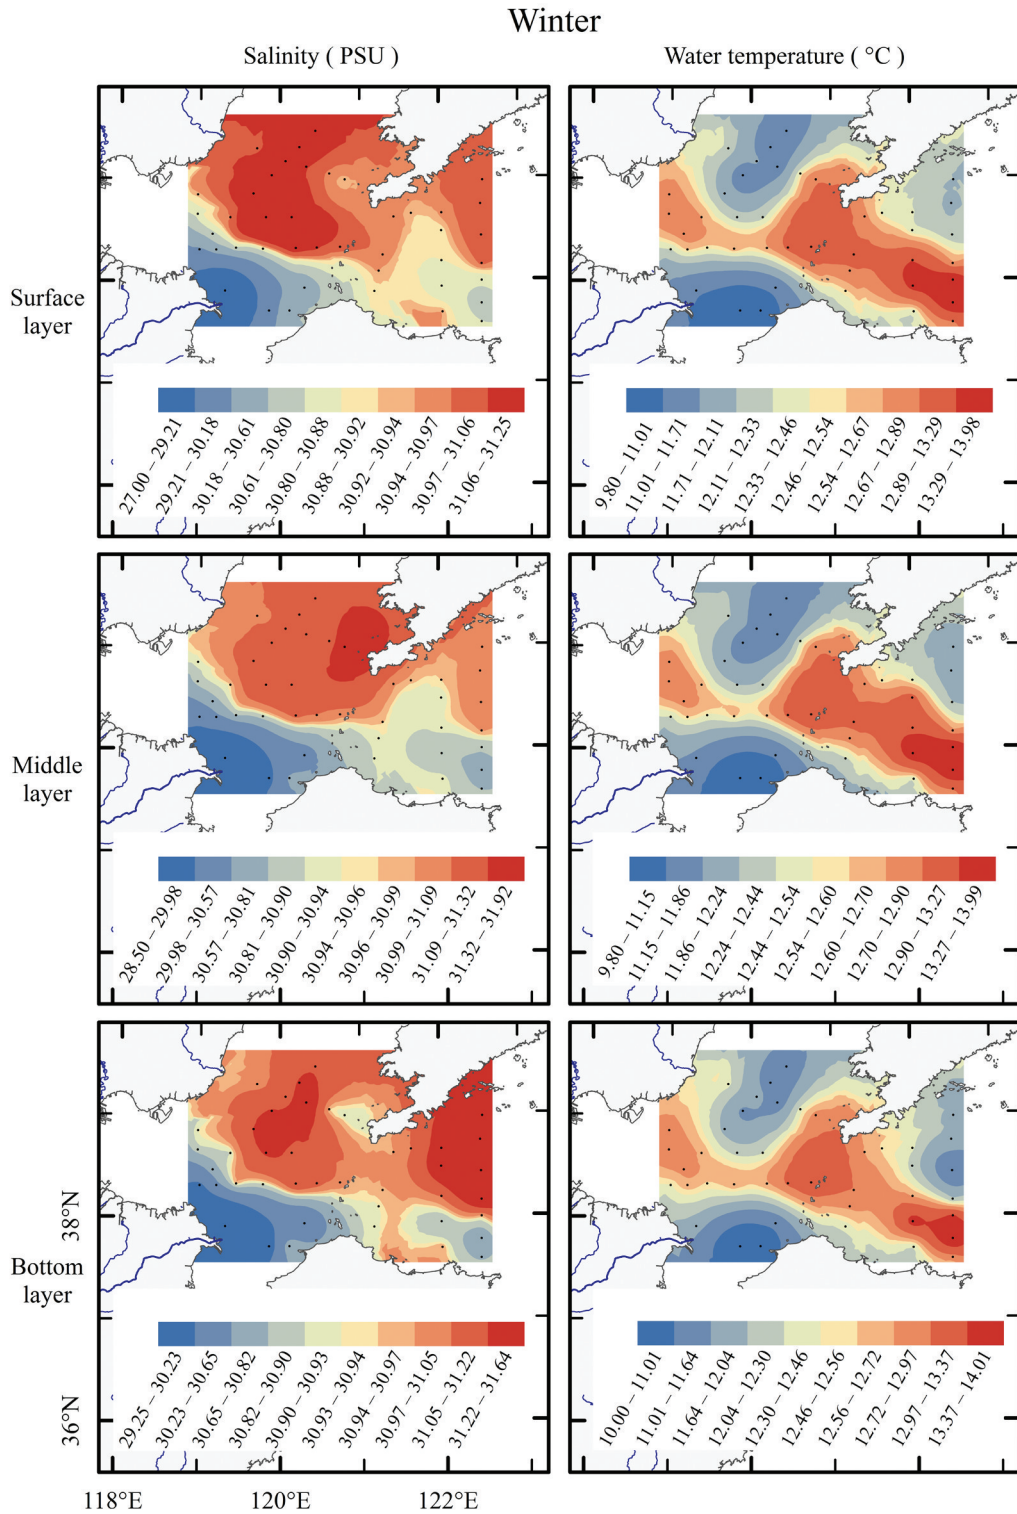 Winter
Salinity ( PSU )
Water temperature ( °C )
Surface
layer
27.00 – 29.21
29.21 – 30.18
30.18 – 30.61
30.61 – 30.80
30.80 – 30.88
30.88 – 30.92
30.92 – 30.94
30.94 – 30.97
30.97 – 31.06
31.06 – 31.25
9.80 – 11.01
11.01 – 11.71
11.71 – 12.11
12.11 – 12.33
12.33 – 12.46
12.46 – 12.54
12.54 – 12.67
12.67 – 12.89
12.89 – 13.29
13.29 – 13.98
Middle
layer
28.50 – 29.98
29.98 – 30.57
30.57 – 30.81
30.81 – 30.90
30.90 – 30.94
30.94 – 30.96
30.96 – 30.99
30.99 – 31.09
31.09 – 31.32
31.32 – 31.92
9.80 – 11.15
11.15 – 11.86
11.86 – 12.24
12.24 – 12.44
12.44 – 12.54
12.54 – 12.60
12.60 – 12.70
12.70 – 12.90
12.90 – 13.27
13.27 – 13.99
38°N
Bottom
layer
36°N
29.25 – 30.23
30.23 – 30.65
30.65 – 30.82
30.82 – 30.90
30.90 – 30.93
30.93 – 30.94
30.94 – 30.97
30.97 – 31.05
31.05 – 31.22
31.22 – 31.64
10.00 – 11.01
11.01 – 11.64
11.64 – 12.04
12.04 – 12.30
12.30 – 12.46
12.46 – 12.56
12.56 – 12.72
12.72 – 12.97
12.97 – 13.37
13.37 – 14.01
118°E
120°E
122°E